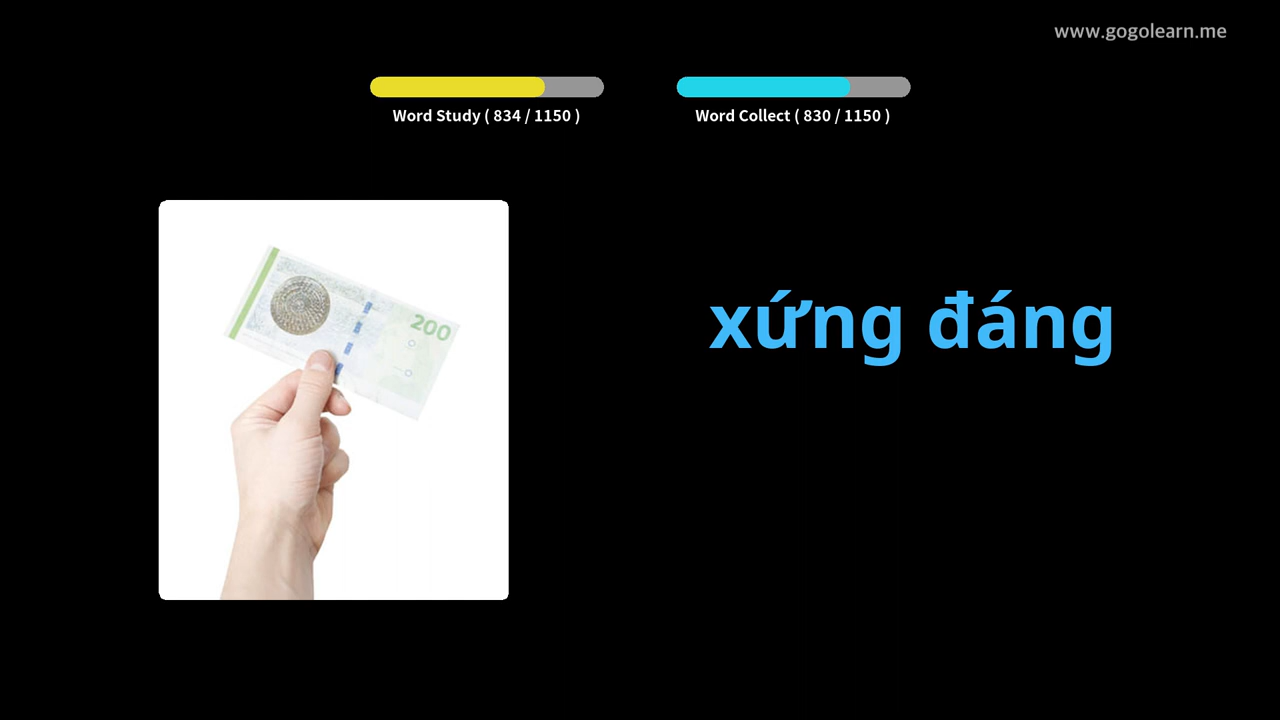 www.gogolearn.me
Word Study ( 834 / 1150 )
Word Collect ( 830 / 1150 )
200
xứng đáng